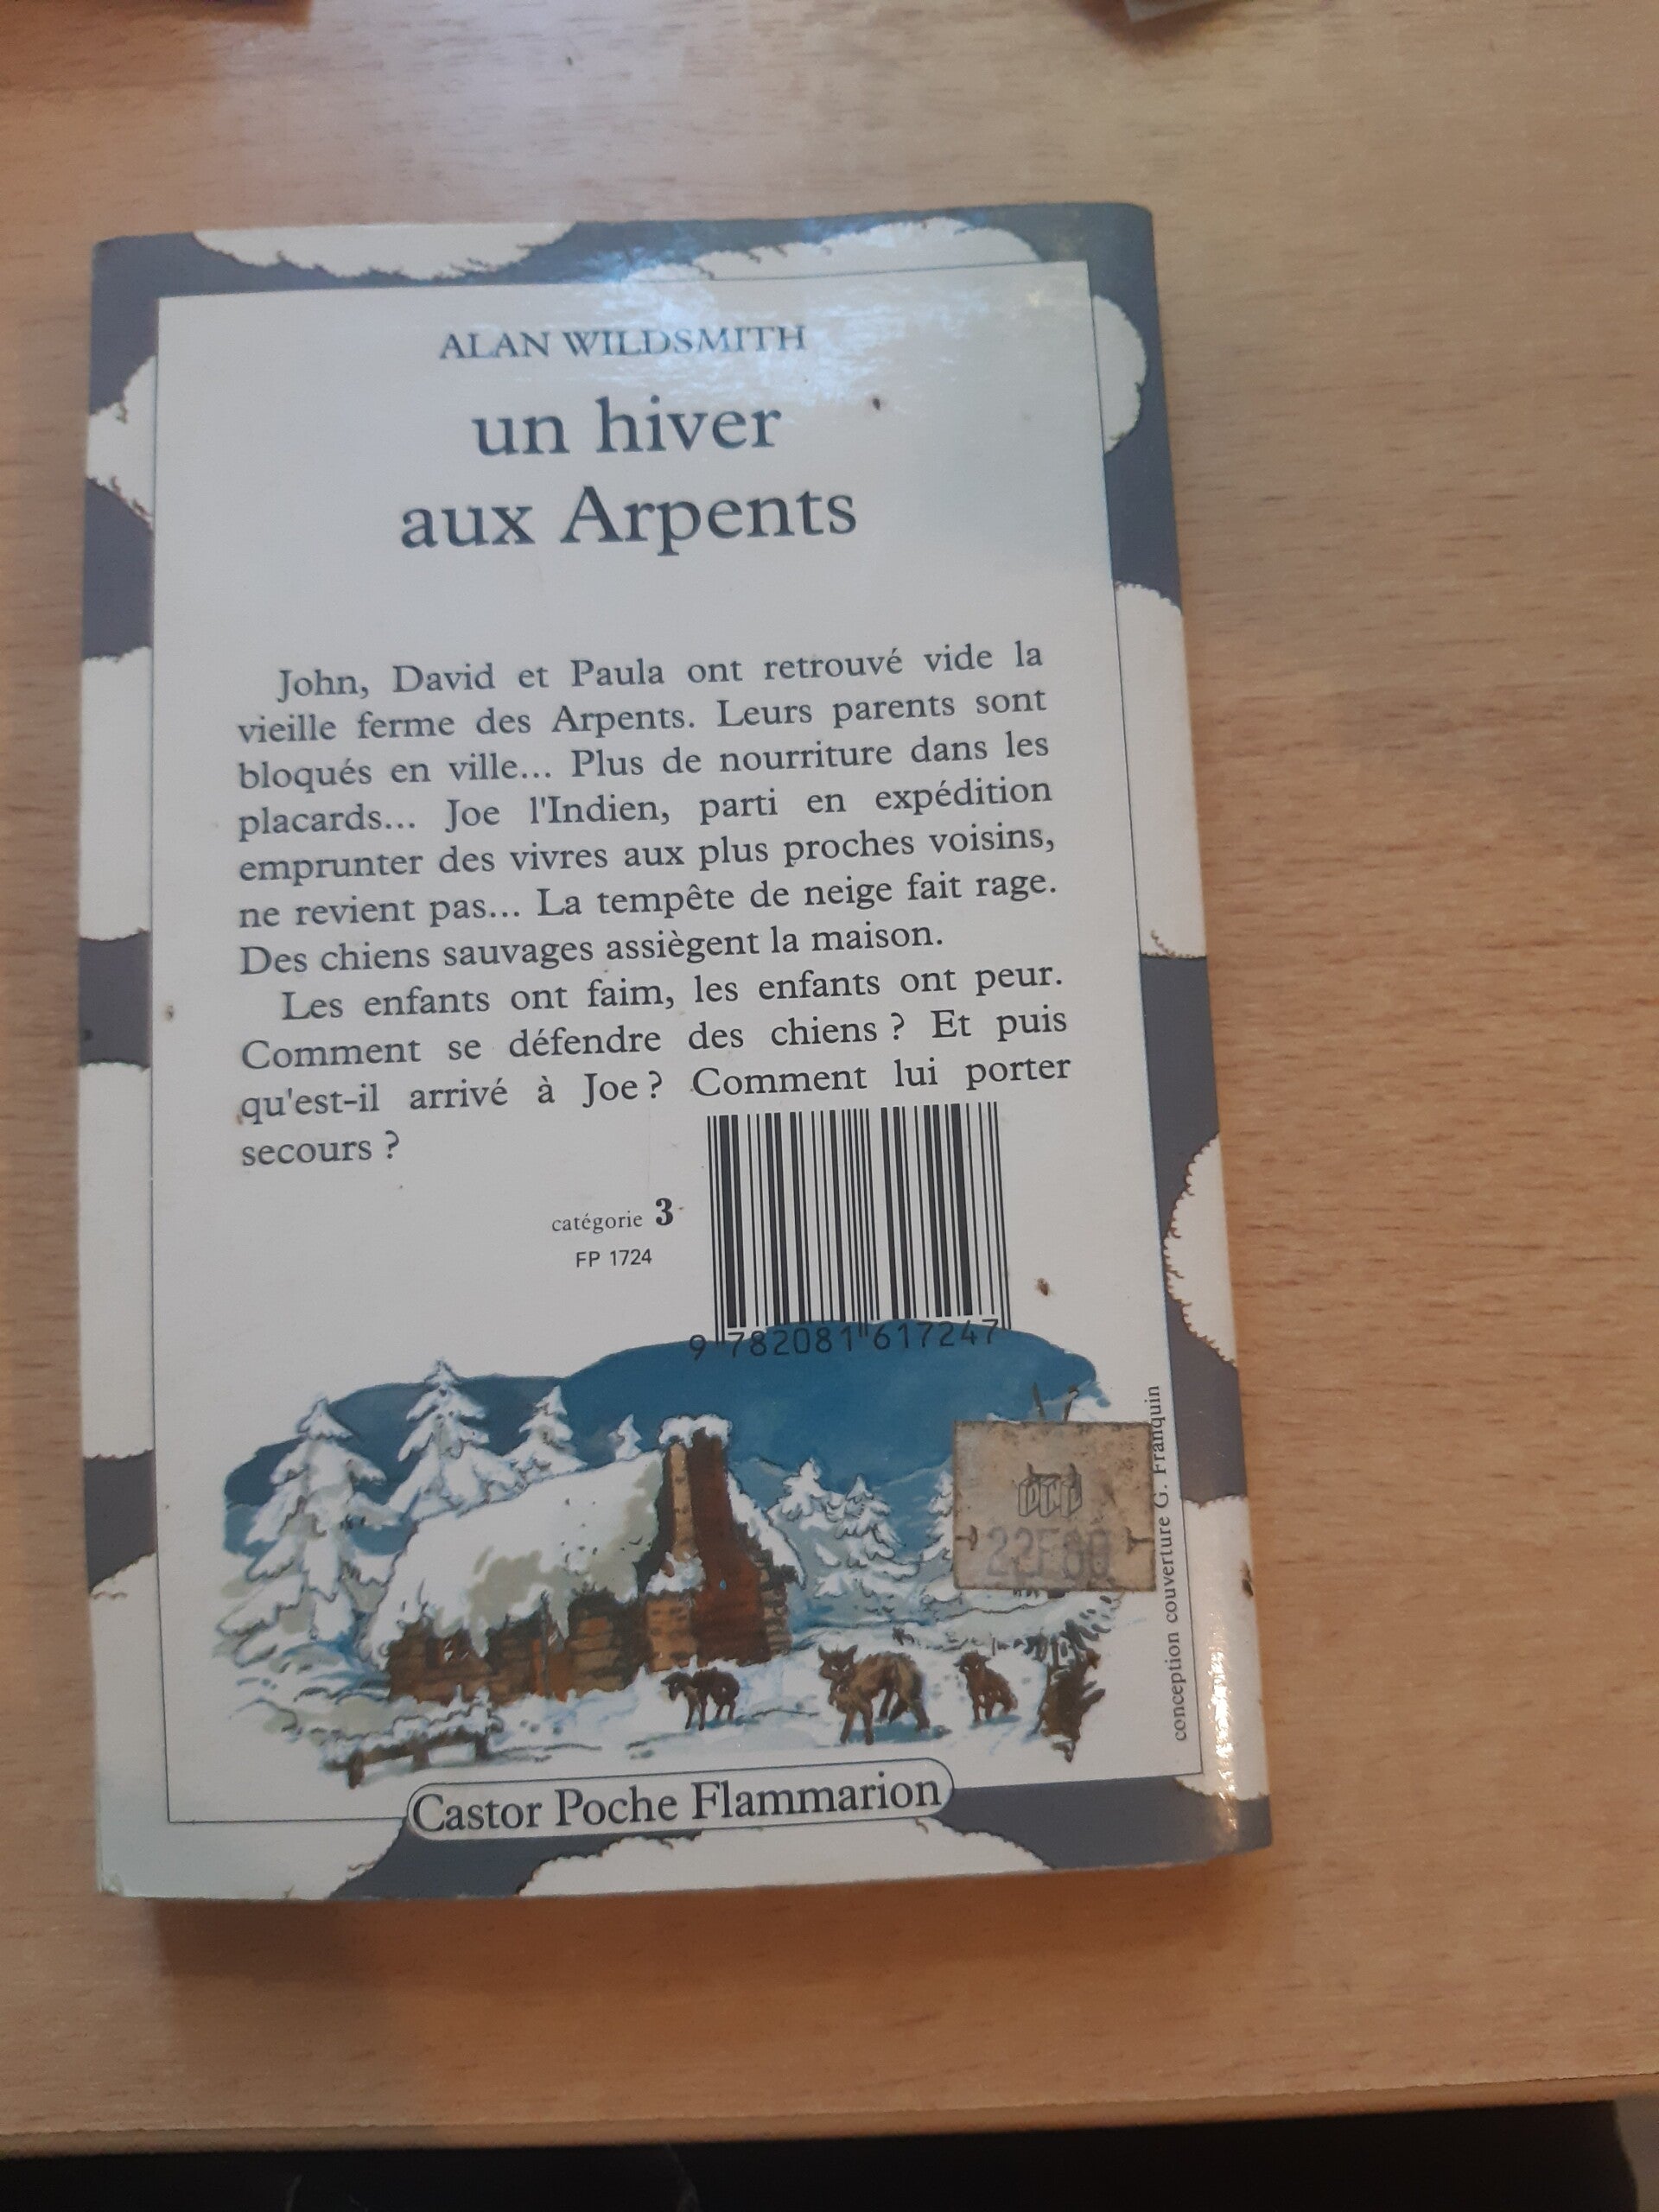 ALAN WILDSMITH
un hiver
aux Arpents
John, David et Paula ont retrouvé vide la
vieille ferme des Arpents. Leurs parents sont
bloqués en ville... Plus de nourriture dans les
placards... Joe l'Indien, parti en expédition
emprunter des vivres aux plus proches voisins,
ne revient pas... La tempête de neige fait rage.
Des chiens sauvages assiègent la maison.
Les enfants ont faim, les enfants ont peur.
Comment se défendre des chiens ? Et puis
qu'est-il arrivé à Joe ? Comment lui porter
secours ?
catégorie 3
FP 1724
9 782081 617247
22F80
conception couverture G. Franquin
Castor Poche Flammarion